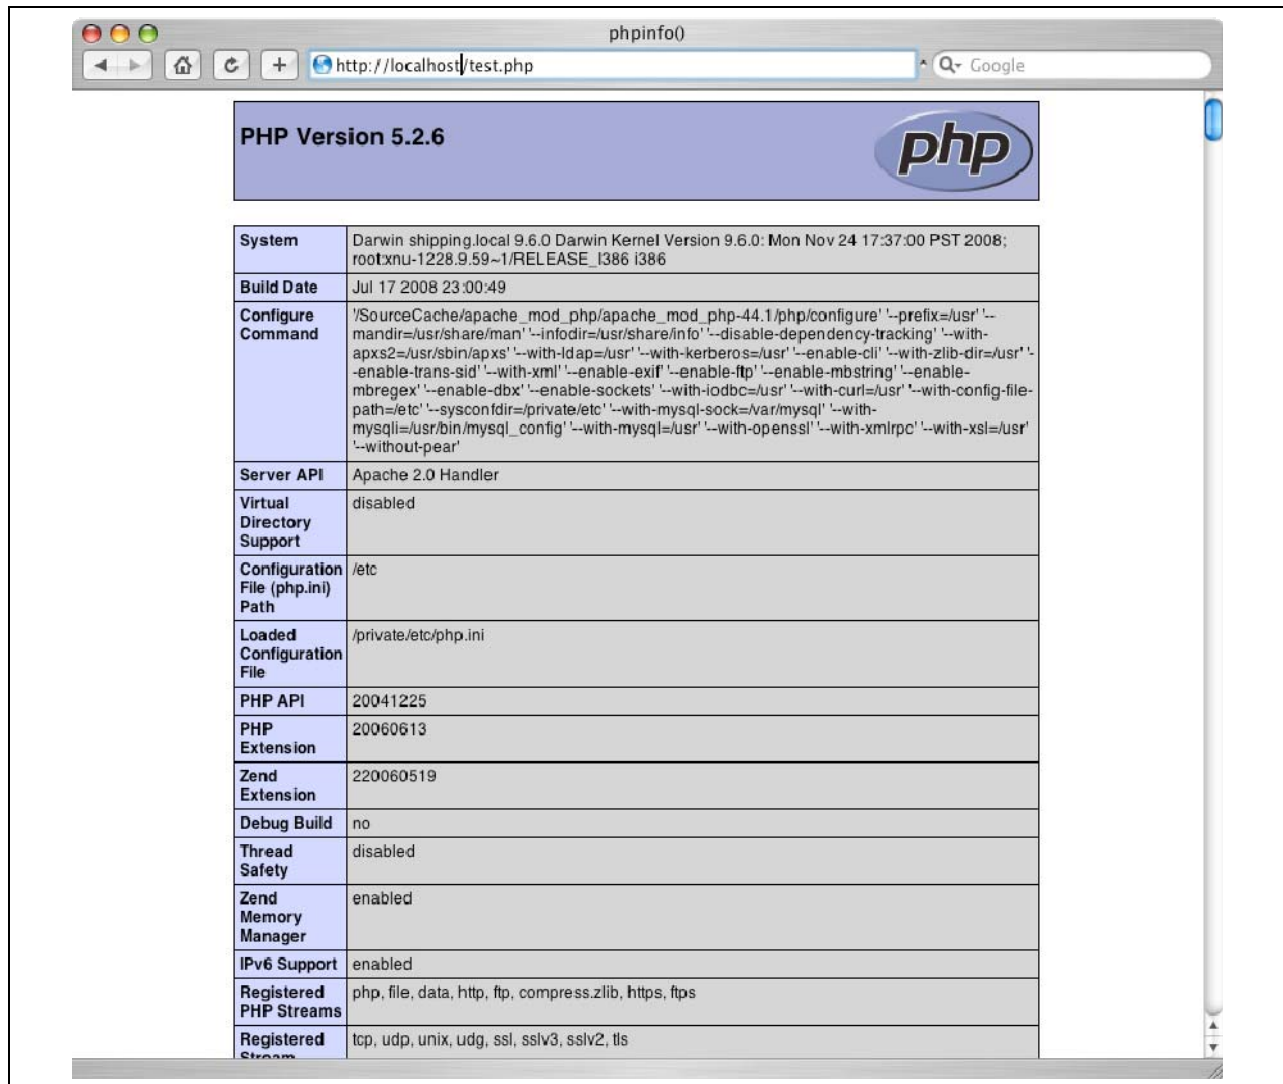 phpinfo()
http://localhost/test.php
Google
PHP Version 5.2.6
php
System
Darwin shipping.local 9.6.0 Darwin Kernel Version 9.6.0: Mon Nov 24 17:37:00 PST 2008;
root:xnu-1228.9.59~1/RELEASE_I386 i386
Build Date
Jul 17 2008 23:00:49
Configure
Command
'/SourceCache/apache_mod_php/apache_mod_php-44.1/php/configure' '--prefix=/usr' '--
mandir=/usr/share/man' '--infodir=/usr/share/info' '--disable-dependency-tracking' '--with-
apxs2=/usr/sbin/apxs' '--with-ldap=/usr' '--with-kerberos=/usr' '--enable-cli' '--with-zlib-dir=/usr' '-
-enable-trans-sid' '--with-xml' '--enable-exif' '--enable-ftp' '--enable-mbstring' '--enable-
mbregex' '--enable-dbx' '--enable-sockets' '--with-iodbc=/usr' '--with-curl=/usr' '--with-config-file-
path=/etc' '--sysconfdir=/private/etc' '--with-mysql-sock=/var/mysql' '--with-
mysqli=/usr/bin/mysql_config' '--with-mysql=/usr' '--with-openssl' '--with-xmlrpc' '--with-xsl=/usr'
'--without-pear'
Server API
Apache 2.0 Handler
Virtual
Directory
Support
disabled
Configuration
File (php.ini)
Path
/etc
Loaded
Configuration
File
/private/etc/php.ini
PHP API
20041225
PHP
Extension
20060613
Zend
Extension
220060519
Debug Build
no
Thread
Safety
disabled
Zend
Memory
Manager
enabled
IPv6 Support
enabled
Registered
PHP Streams
php, file, data, http, ftp, compress.zlib, https, ftps
Registered
Stream
tcp, udp, unix, udg, ssl, sslv3, sslv2, tls